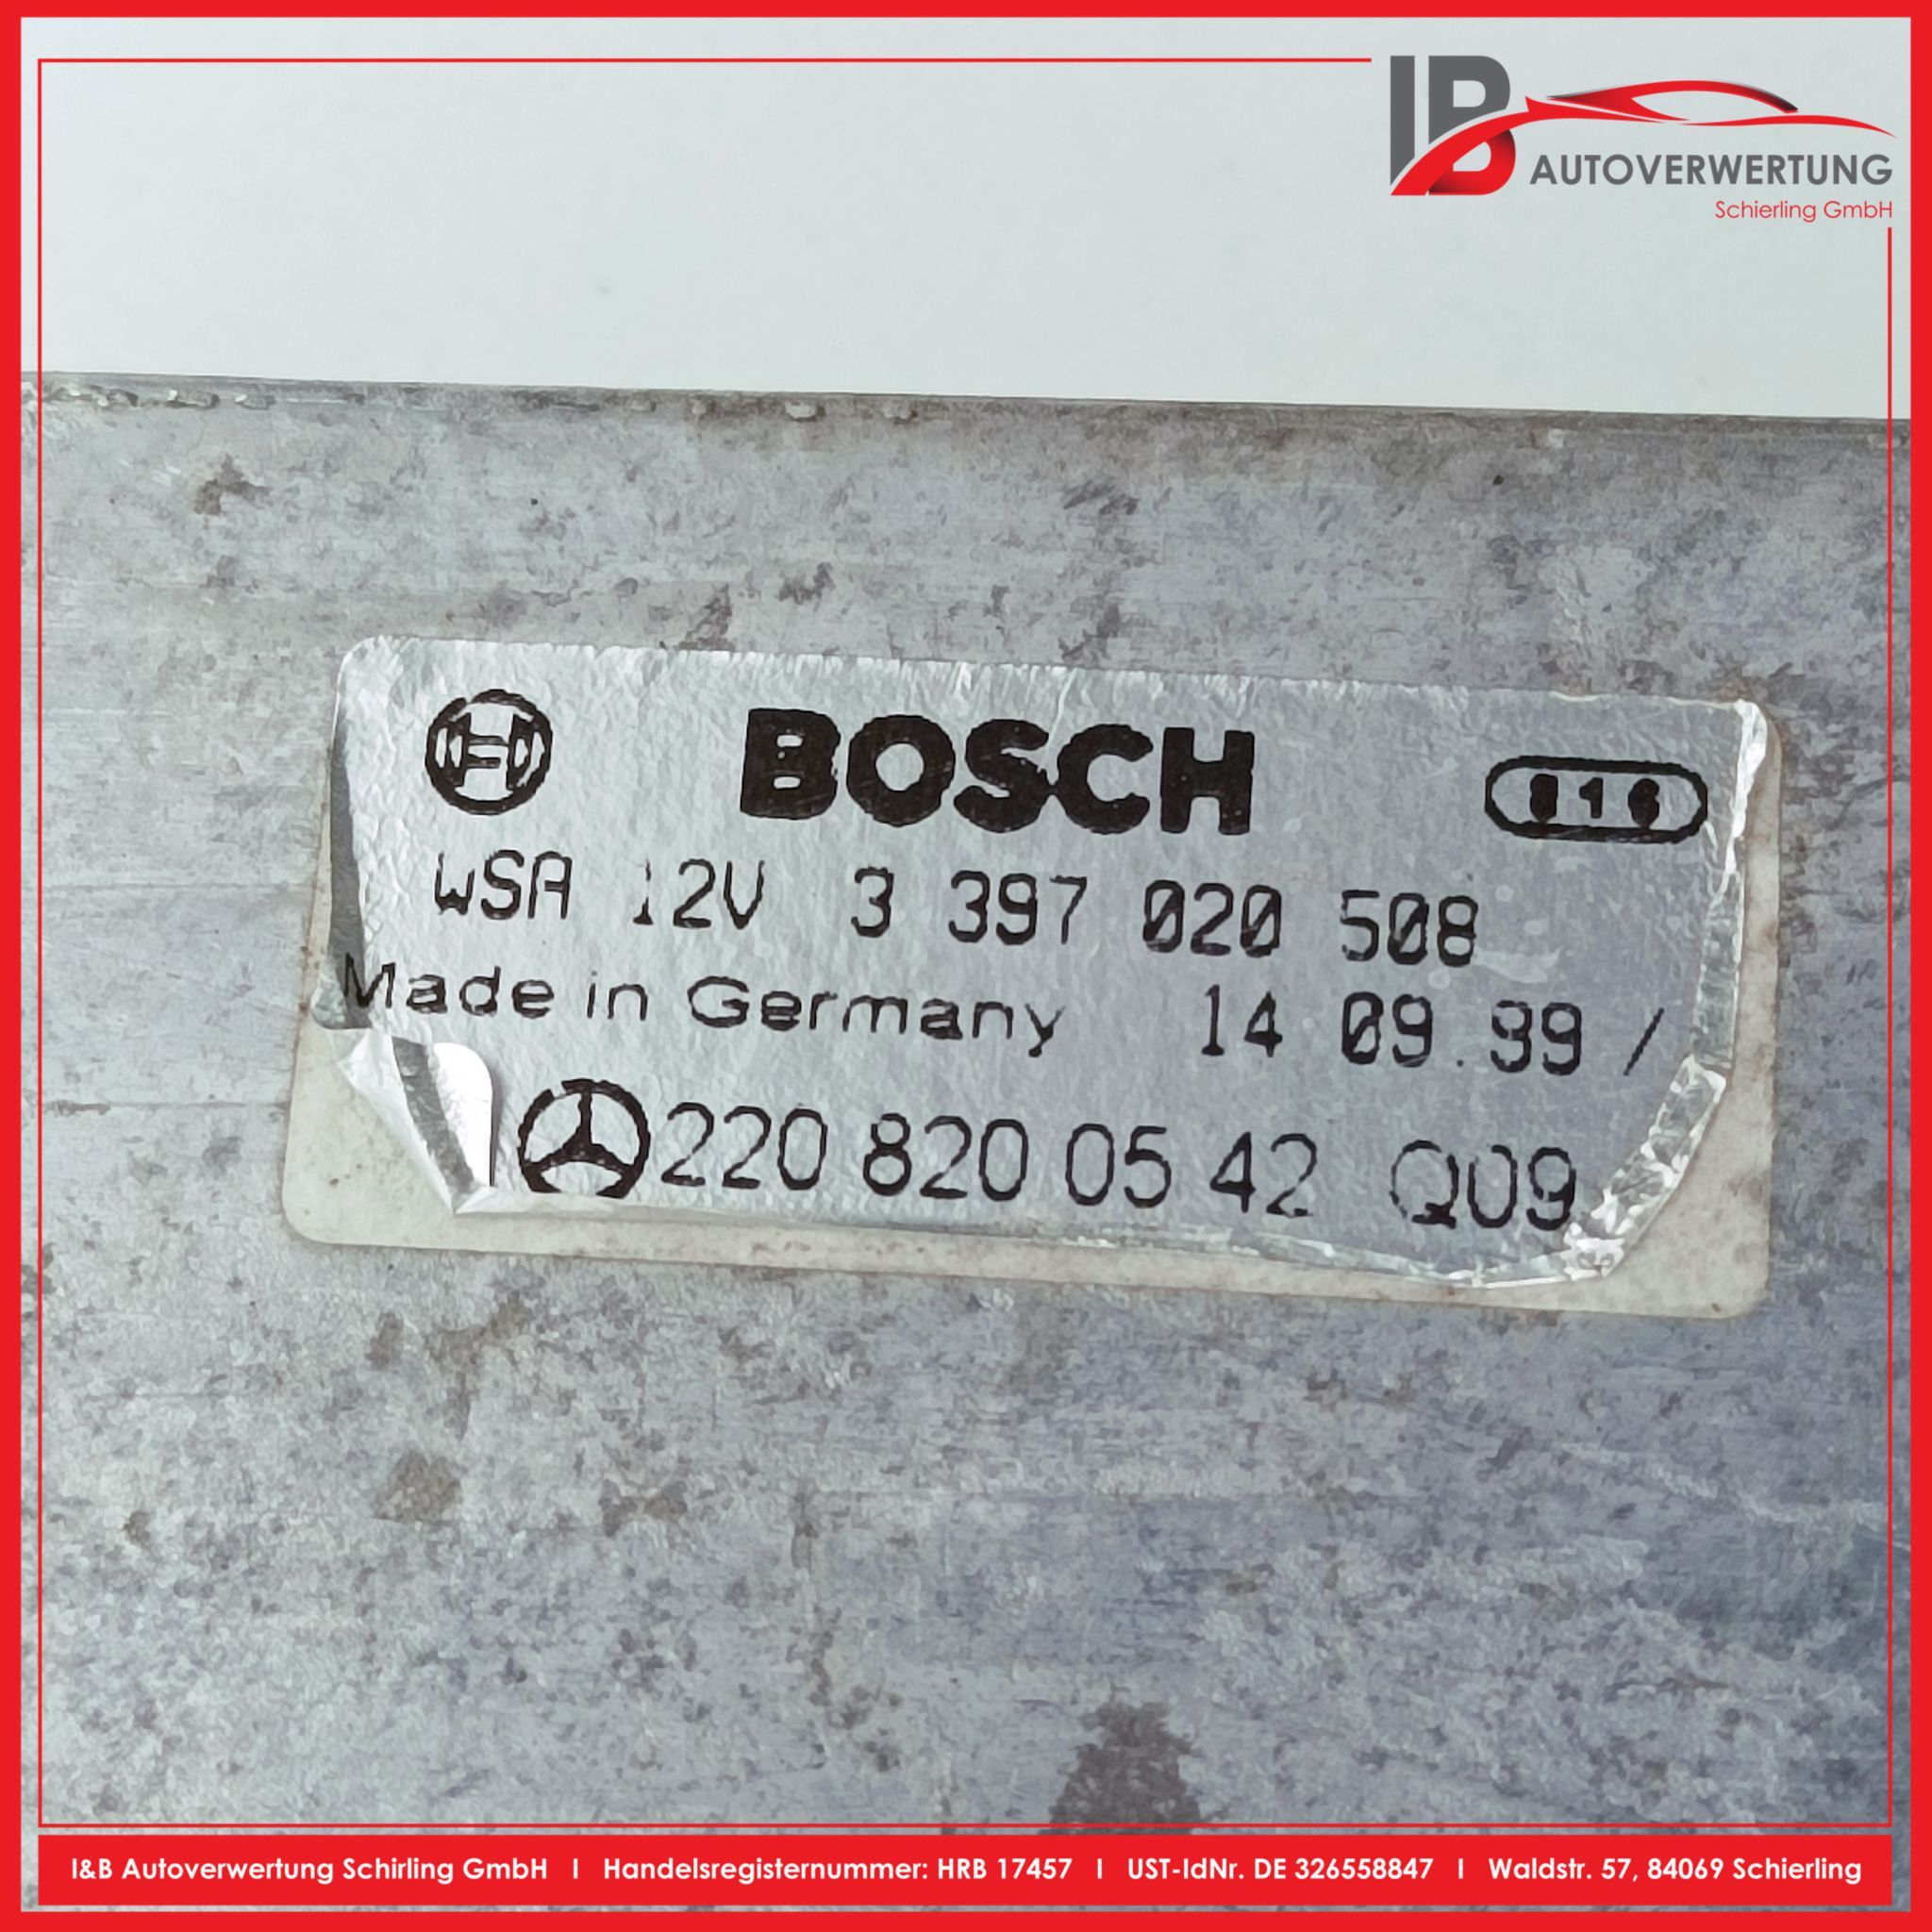 IB AUTOVERWERTUNG
Schierling GmbH
BOSCH
816
WSA 12V 3 397 020 508
Made in Germany 14 09.99 /
220 820 05 42 Q09
I&B Autoverwertung Schirling GmbH I Handelsregisternummer: HRB 17457 I UST-IdNr. DE 326558847 I Waldstr. 57, 84069 Schierling